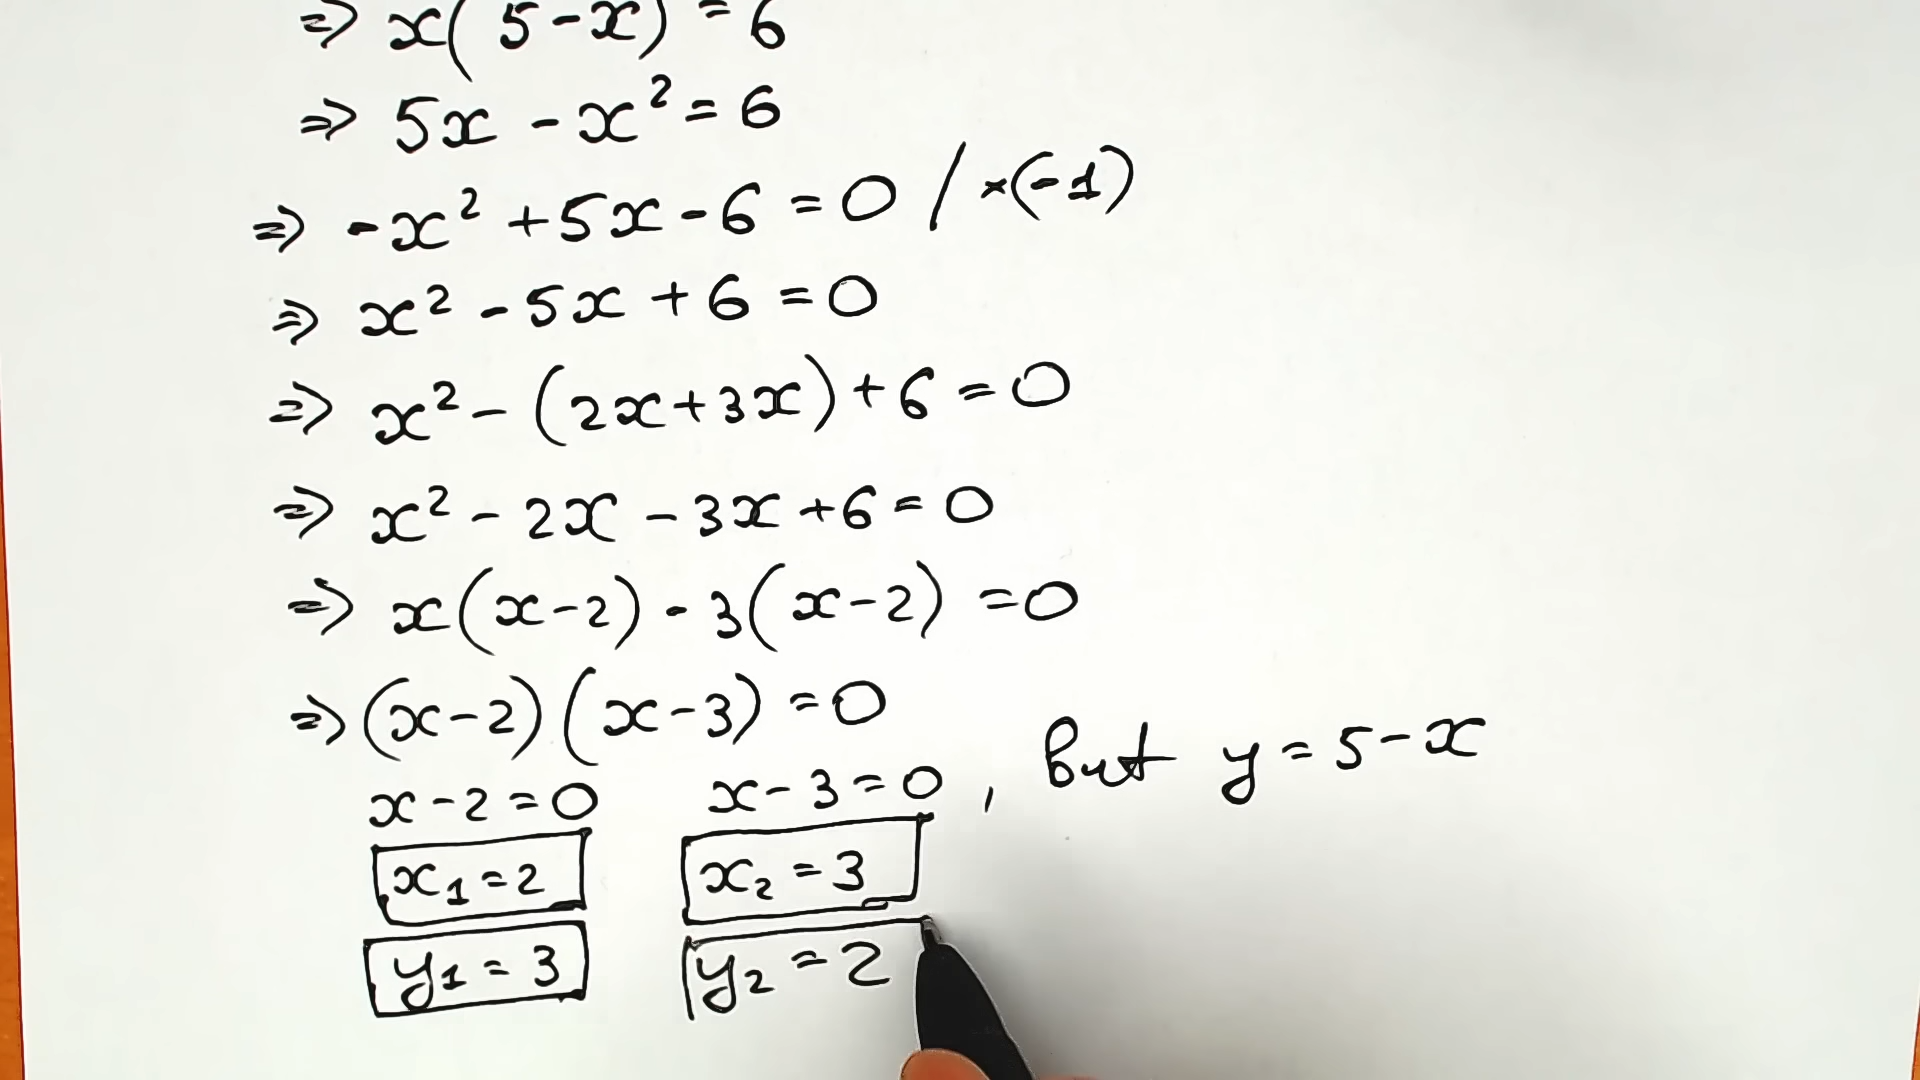 ⇒ x(5-x) = 6
⇒ 5x - x² = 6
⇒ -x² + 5x - 6 = 0 / ×(-1)
⇒ x² - 5x + 6 = 0
⇒ x² - (2x+3x) + 6 = 0
⇒ x² - 2x - 3x + 6 = 0
⇒ x(x-2) - 3(x-2) = 0
⇒ (x-2)(x-3) = 0
x-2=0 x-3=0 , But y = 5-x
x₁ = 2 x₂ = 3
y₁ = 3 y₂ = 2